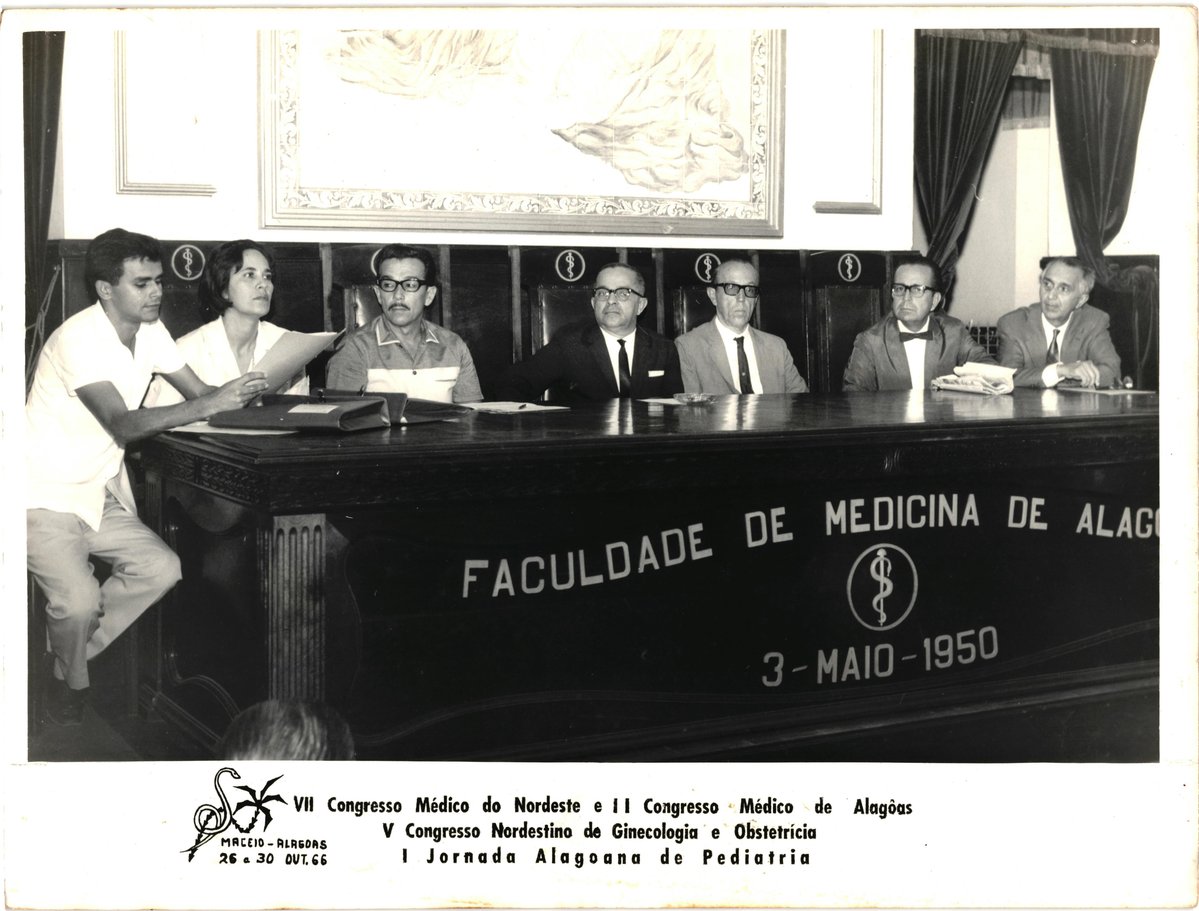 FACULDADE DE MEDICINA DE ALAGO
3-MAIO-1950
VII Congresso Médico do Nordeste e II Congresso Médico de Alagôas
V Congresso Nordestino de Ginecologia e Obstetrícia
I Jornada Alagoana de Pediatria
MACEIO-ALAGOAS
26 a 30 OUT. 66